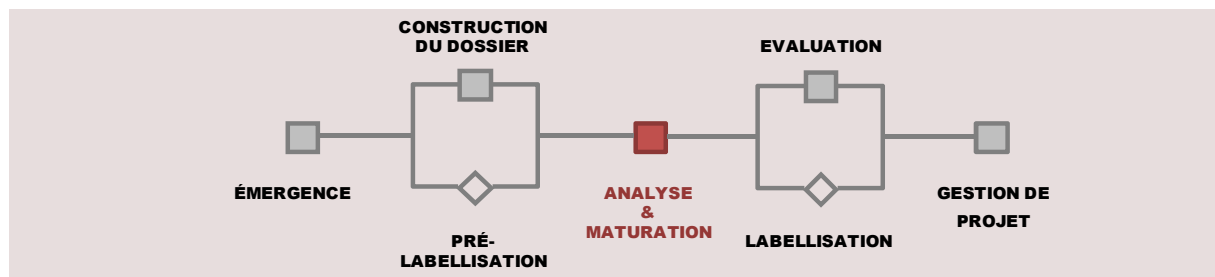 CONSTRUCTION
DU DOSSIER
EVALUATION
ÉMERGENCE
ANALYSE
&
MATURATION
GESTION DE
PROJET
PRÉ-
LABELLISATION
LABELLISATION